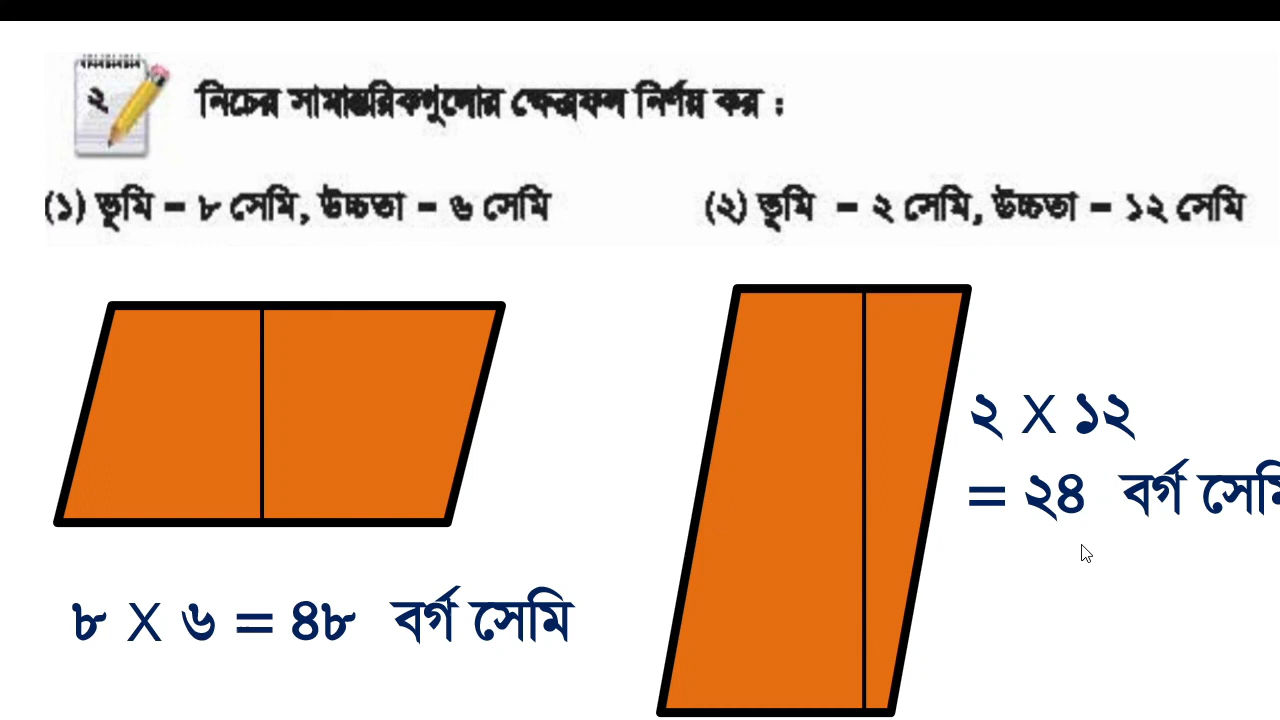 ২ নিচের সামান্তরিকগুলোর ক্ষেত্রফল নির্ণয় কর :
(১) ভূমি = ৮ সেমি, উচ্চতা = ৬ সেমি
(২) ভূমি = ২ সেমি, উচ্চতা = ১২ সেমি
২ X ১২
= ২৪ বর্গ সেমি
৮ X ৬ = ৪৮ বর্গ সেমি